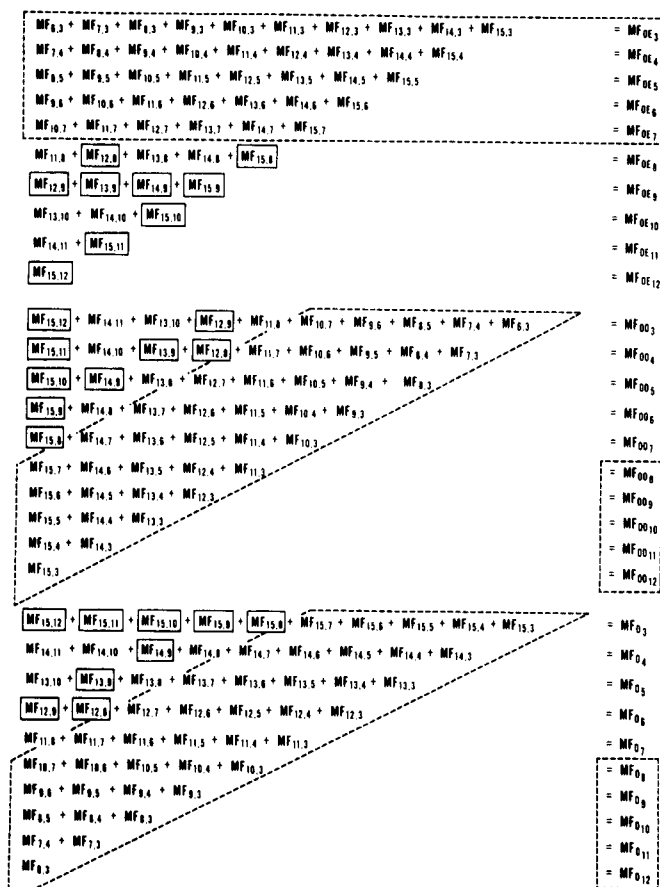 MF6,3 + MF7,3 + MF8,3 + MF9,3 + MF10,3 + MF11,3 + MF12,3 + MF13,3 + MF14,3 + MF15,3 = MF0E3
MF7,4 + MF8,4 + MF9,4 + MF10,4 + MF11,4 + MF12,4 + MF13,4 + MF14,4 + MF15,4 = MF0E4
MF8,5 + MF9,5 + MF10,5 + MF11,5 + MF12,5 + MF13,5 + MF14,5 + MF15,5 = MF0E5
MF9,6 + MF10,6 + MF11,6 + MF12,6 + MF13,6 + MF14,6 + MF15,6 = MF0E6
MF10,7 + MF11,7 + MF12,7 + MF13,7 + MF14,7 + MF15,7 = MF0E7
MF11,8 + MF12,8 + MF13,8 + MF14,8 + MF15,8 = MF0E8
MF12,9 + MF13,9 + MF14,9 + MF15,9 = MF0E9
MF13,10 + MF14,10 + MF15,10 = MF0E10
MF14,11 + MF15,11 = MF0E11
MF15,12 = MF0E12
MF15,12 + MF14,11 + MF13,10 + MF12,9 + MF11,8 + MF10,7 + MF9,6 + MF8,5 + MF7,4 + MF6,3 = MF003
MF15,11 + MF14,10 + MF13,9 + MF12,8 + MF11,7 + MF10,6 + MF9,5 + MF8,4 + MF7,3 = MF004
MF15,10 + MF14,9 + MF13,8 + MF12,7 + MF11,6 + MF10,5 + MF9,4 + MF8,3 = MF005
MF15,9 + MF14,8 + MF13,7 + MF12,6 + MF11,5 + MF10,4 + MF9,3 = MF006
MF15,8 + MF14,7 + MF13,6 + MF12,5 + MF11,4 + MF10,3 = MF007
MF15,7 + MF14,6 + MF13,5 + MF12,4 + MF11,3 = MF008
MF15,6 + MF14,5 + MF13,4 + MF12,3 = MF009
MF15,5 + MF14,4 + MF13,3 = MF0010
MF15,4 + MF14,3 = MF0011
MF15,3 = MF0012
MF15,12 + MF15,11 + MF15,10 + MF15,9 + MF15,8 + MF15,7 + MF15,6 + MF15,5 + MF15,4 + MF15,3 = MF03
MF14,11 + MF14,10 + MF14,9 + MF14,8 + MF14,7 + MF14,6 + MF14,5 + MF14,4 + MF14,3 = MF04
MF13,10 + MF13,9 + MF13,8 + MF13,7 + MF13,6 + MF13,5 + MF13,4 + MF13,3 = MF05
MF12,9 + MF12,8 + MF12,7 + MF12,6 + MF12,5 + MF12,4 + MF12,3 = MF06
MF11,8 + MF11,7 + MF11,6 + MF11,5 + MF11,4 + MF11,3 = MF07
MF10,7 + MF10,6 + MF10,5 + MF10,4 + MF10,3 = MF08
MF9,6 + MF9,5 + MF9,4 + MF9,3 = MF09
MF8,5 + MF8,4 + MF8,3 = MF010
MF7,4 + MF7,3 = MF011
MF6,3 = MF012